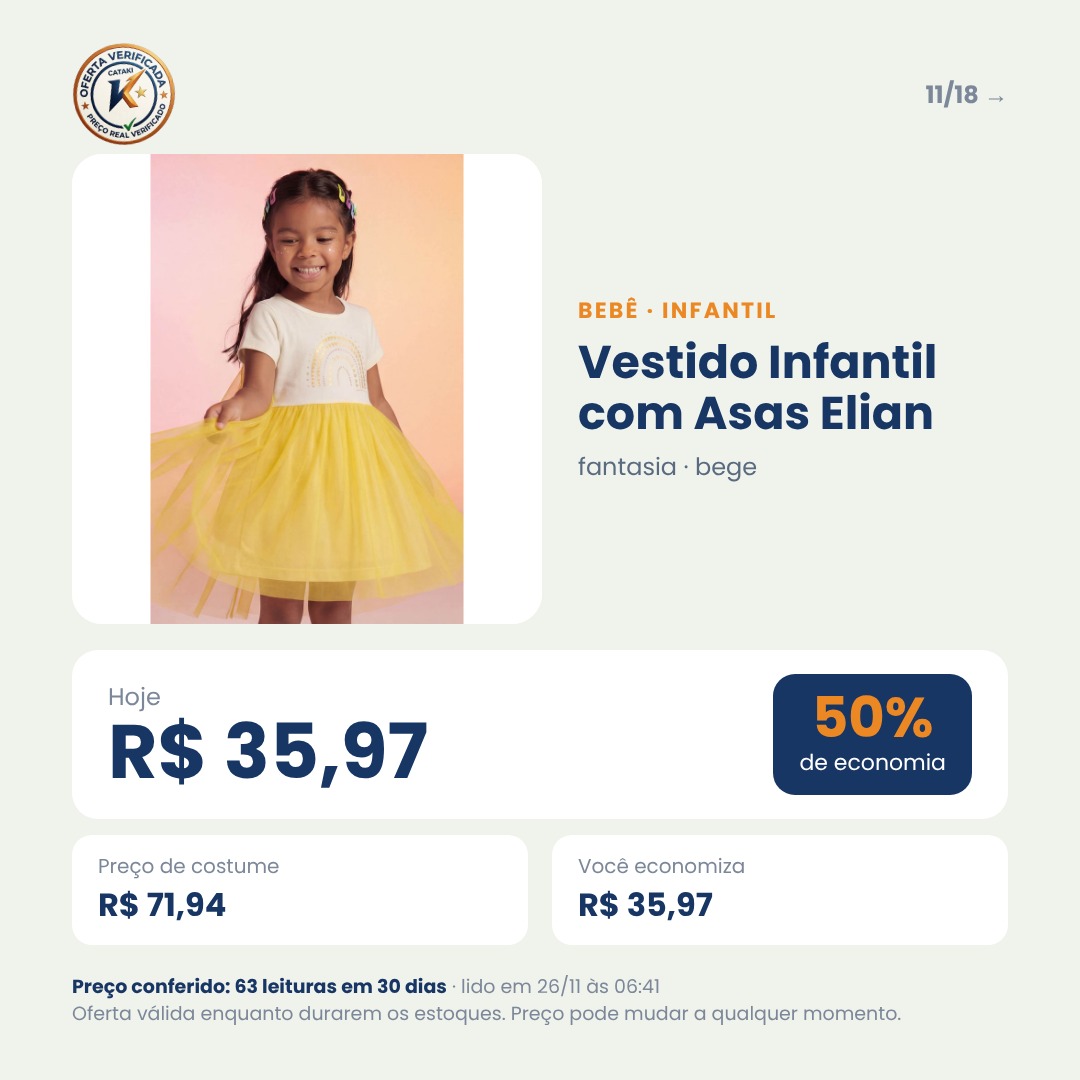 OFERTA VERIFICADA
CATAKI
K
PREÇO REAL VERIFICADO
11/18 →
BEBÊ · INFANTIL
Vestido Infantil
com Asas Elian
fantasia · bege
Hoje
R$ 35,97
50%
de economia
Preço de costume
R$ 71,94
Você economiza
R$ 35,97
Preço conferido: 63 leituras em 30 dias · lido em 26/11 às 06:41
Oferta válida enquanto durarem os estoques. Preço pode mudar a qualquer momento.